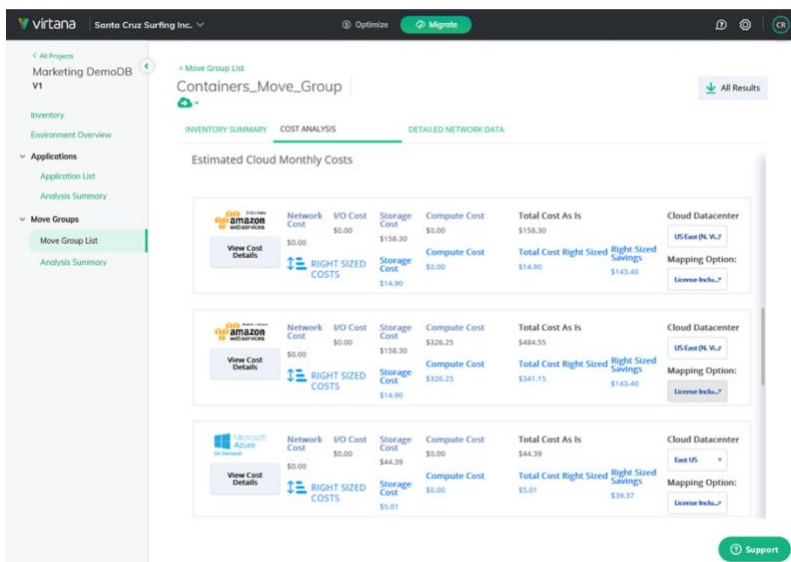 virtana Santa Cruz Surfing Inc. Optimize Migrate CR
< All Projects
Marketing DemoDB
V1
Inventory
Environment Overview
Applications
Application List
Analysis Summary
Move Groups
Move Group List
Analysis Summary
< Move Group List
Containers_Move_Group
All Results
INVENTORY SUMMARY COST ANALYSIS DETAILED NETWORK DATA
Estimated Cloud Monthly Costs
amazon
webservices
View Cost
Details
Network
Cost
$0.00
I/O Cost
$0.00
Storage
Cost
$158.30
Compute Cost
$0.00
Total Cost As Is
$158.30
RIGHT SIZED
COSTS
Storage
Cost
$14.90
Compute Cost
$0.00
Total Cost Right Sized
$14.90
Right Sized
Savings
$143.40
Cloud Datacenter
US East (N. Vi...
Mapping Option:
License Inclu...
amazon
webservices
View Cost
Details
Network
Cost
$0.00
I/O Cost
$0.00
Storage
Cost
$158.30
Compute Cost
$326.25
Total Cost As Is
$484.55
RIGHT SIZED
COSTS
Storage
Cost
$14.90
Compute Cost
$326.25
Total Cost Right Sized
$341.15
Right Sized
Savings
$143.40
Cloud Datacenter
US East (N. Vi...
Mapping Option:
License Inclu...
Microsoft
Azure
On Demand
View Cost
Details
Network
Cost
$0.00
I/O Cost
$0.00
Storage
Cost
$44.39
Compute Cost
$0.00
Total Cost As Is
$44.39
RIGHT SIZED
COSTS
Storage
Cost
$5.01
Compute Cost
$0.00
Total Cost Right Sized
$5.01
Right Sized
Savings
$39.37
Cloud Datacenter
East US
Mapping Option:
License Inclu...
Support